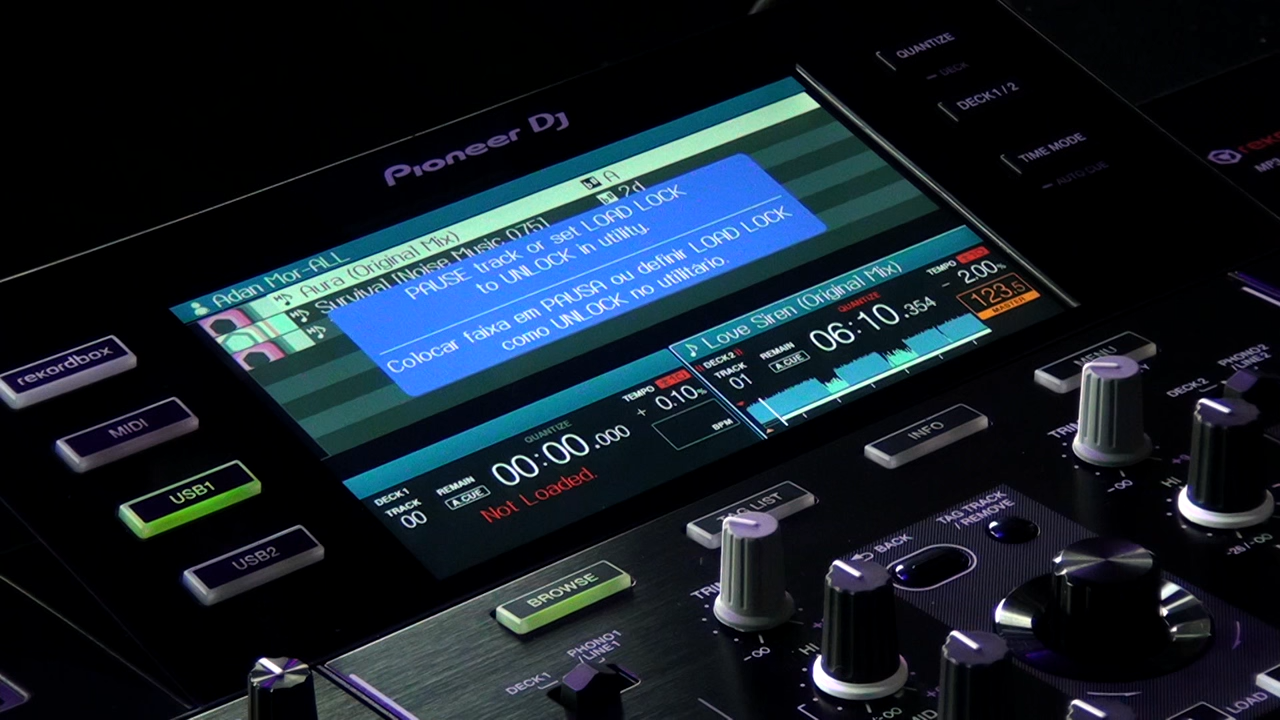 Pioneer Dj
QUANTIZE
DECK
DECK1/2
TIME MODE
AUTO CUE
Adan Mor-ALL
Aura (Original Mix)
A
Survival [Noise Music 075]
2d
PAUSE track or set LOAD LOCK
to UNLOCK in utility.
Colocar faixa em PAUSA ou definir LOAD LOCK
como UNLOCK no utilitário.
Love Siren (Original Mix)
DECK2
TRACK
01
REMAIN
A.CUE
QUANTIZE
06:10.354
TEMPO
- 2.00%
123.5
MASTER
DECK1
TRACK
00
REMAIN
A.CUE
QUANTIZE
00:00.000
TEMPO
+ 0.10%
BPM
Not Loaded.
rekordbox
MIDI
USB1
USB2
BROWSE
TAG LIST
INFO
MENU
DECK2
PHONO2
/LINE2
TAG TRACK
/REMOVE
BACK
DECK1
PHONO1
/LINE1
-∞
-∞
-26/-∞
LOAD